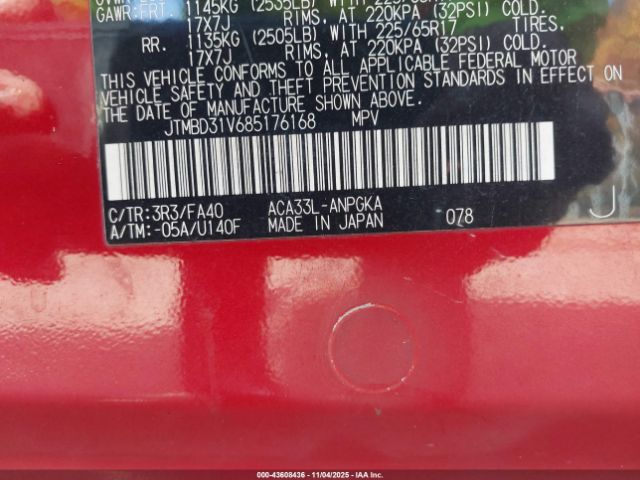 GAWR: FRT. 1145KG (2535LB) WITH
17X7J RIMS, AT 220KPA (32PSI) COLD.
RR. 1135KG (2505LB) WITH 225/65R17 TIRES,
17X7J RIMS, AT 220KPA (32PSI) COLD.
THIS VEHICLE CONFORMS TO ALL APPLICABLE FEDERAL MOTOR
VEHICLE SAFETY AND THEFT PREVENTION STANDARDS IN EFFECT ON
THE DATE OF MANUFACTURE SHOWN ABOVE.
JTMBD31V685176168 MPV
C/TR: 3R3/FA40 ACA33L-ANPGKA
A/TM: -05A/U140F MADE IN JAPAN 078 J
000-43608436 - 11/04/2025 - IAA Inc.